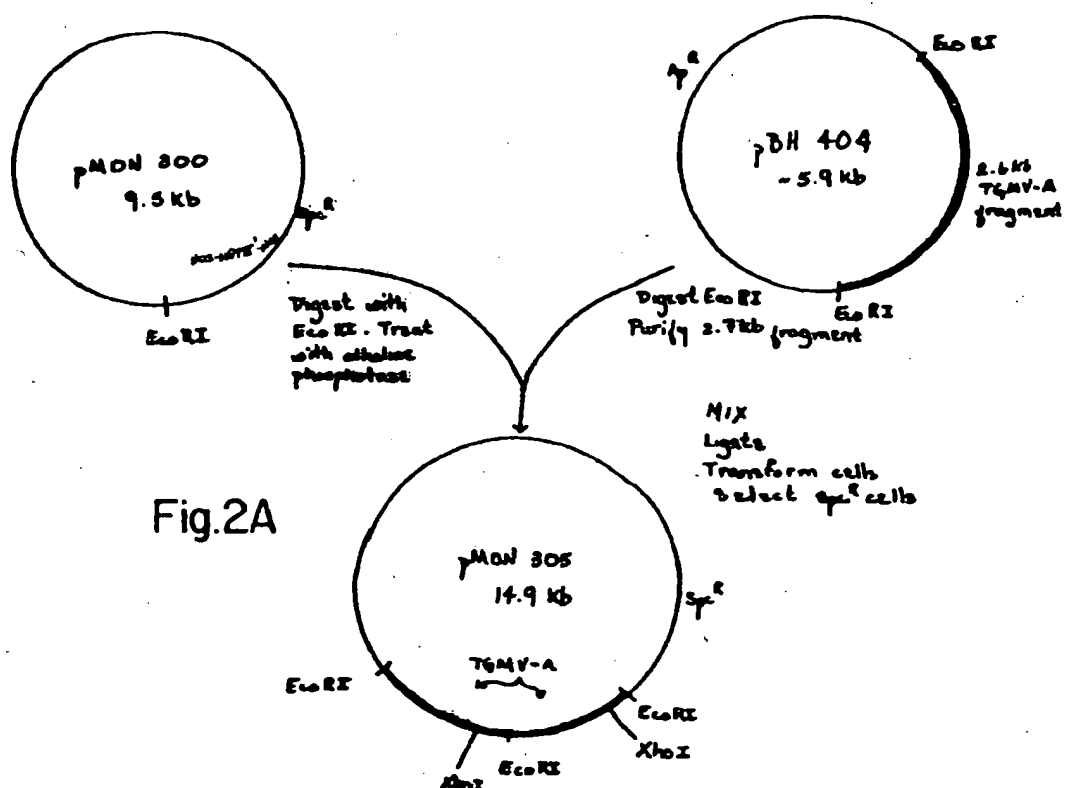 pMON 300
9.5 kb
Spc^R
EcoRI
Ap^R
EcoRI
pBH 404
~5.9 kb
2.6 kb
TGMV-A
fragment
EcoRI
Digest with
EcoRI. Treat
with alkaline
phosphatase
Digest EcoRI
Purify 2.7kb fragment
MIX
Ligate
Transform cells
Select spc^R cells
Fig.2A
pMON 305
14.9 kb
Spc^R
TGMV-A
EcoRI
EcoRI
XhoI
EcoRI
XhoI